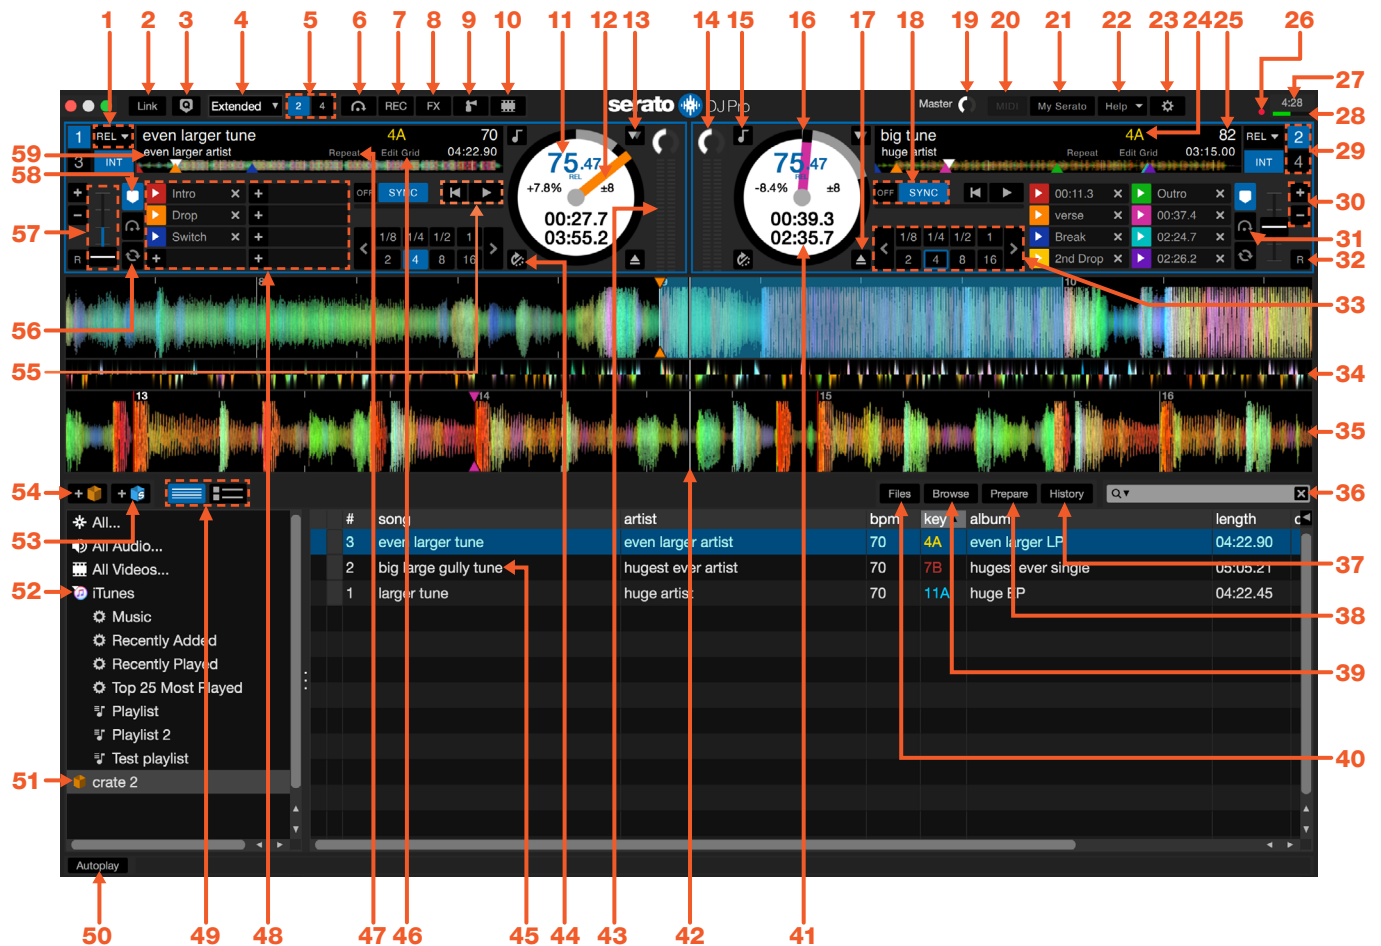 1 2 3 4 5 6 7 8 9 10 11 12 13 14 15 16 17 18 19 20 21 22 23 24 25 26
27
28
29
30
31
32
33
34
35
36
37
38
39
40
Link Extended ▼ 2 4 REC FX serato DJ Pro Master MIDI My Serato Help 4:28
1 REL even larger tune 4A 70
3 INT even larger artist Repeat Edit Grid 04:22.90
75.47
REL
+7.8% ±8
00:27.7
03:55.2
Intro
Drop
Switch
OFF SYNC
1/8 1/4 1/2 1
2 4 8 16
R
75.47
REL
-8.4% ±8
00:39.3
02:35.7
big tune 4A 82 REL 2
huge artist Repeat Edit Grid 03:15.00 INT 4
OFF SYNC
1/8 1/4 1/2 1
2 4 8 16
00:11.3 Outro
verse 00:37.4
Break 02:24.7
2nd Drop 02:26.2
R
8 9 10
13 14 15 16
Files Browse Prepare History
# song artist bpm key album length c
3 even larger tune even larger artist 70 4A even larger LP 04:22.90
2 big large gully tune hugest ever artist 70 7B hugest ever single 05:05.21
1 larger tune huge artist 70 11A huge EP 04:22.45
All...
All Audio...
All Videos...
iTunes
Music
Recently Added
Recently Played
Top 25 Most Played
Playlist
Playlist 2
Test playlist
crate 2
Autoplay
59
58
57
56
55
54
53
52
51
50 49 48 47 46 45 44 43 42 41